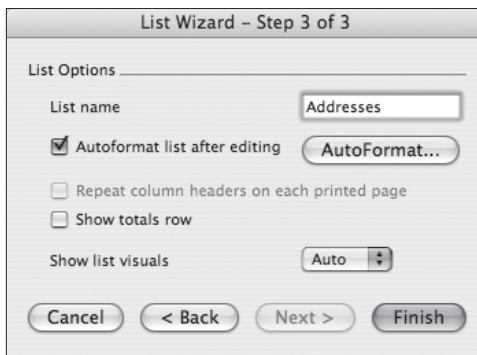 List Wizard – Step 3 of 3
List Options
List name Addresses
Autoformat list after editing AutoFormat...
Repeat column headers on each printed page
Show totals row
Show list visuals Auto
Cancel < Back Next > Finish